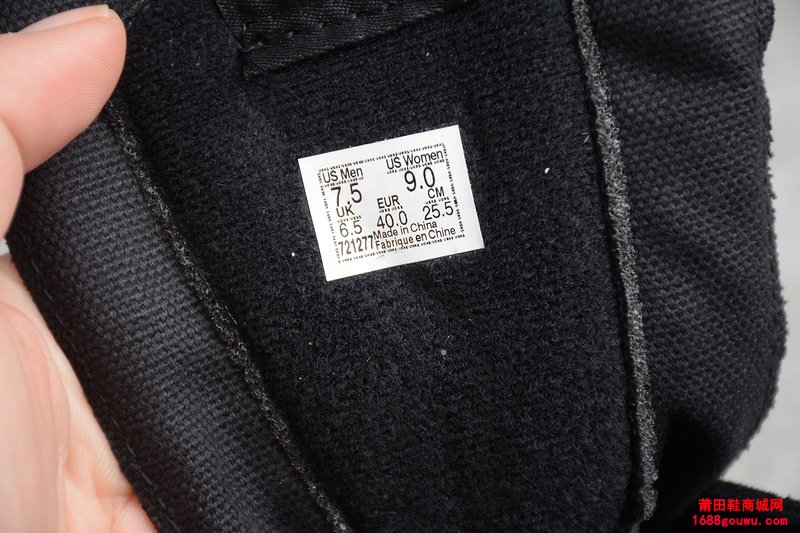 US Men US Women
7.5 9.0
UK EUR CM
6.5 40.0 25.5
721277 Made in China
Fabrique en Chine
莆田鞋商城网
1688gouwu.com